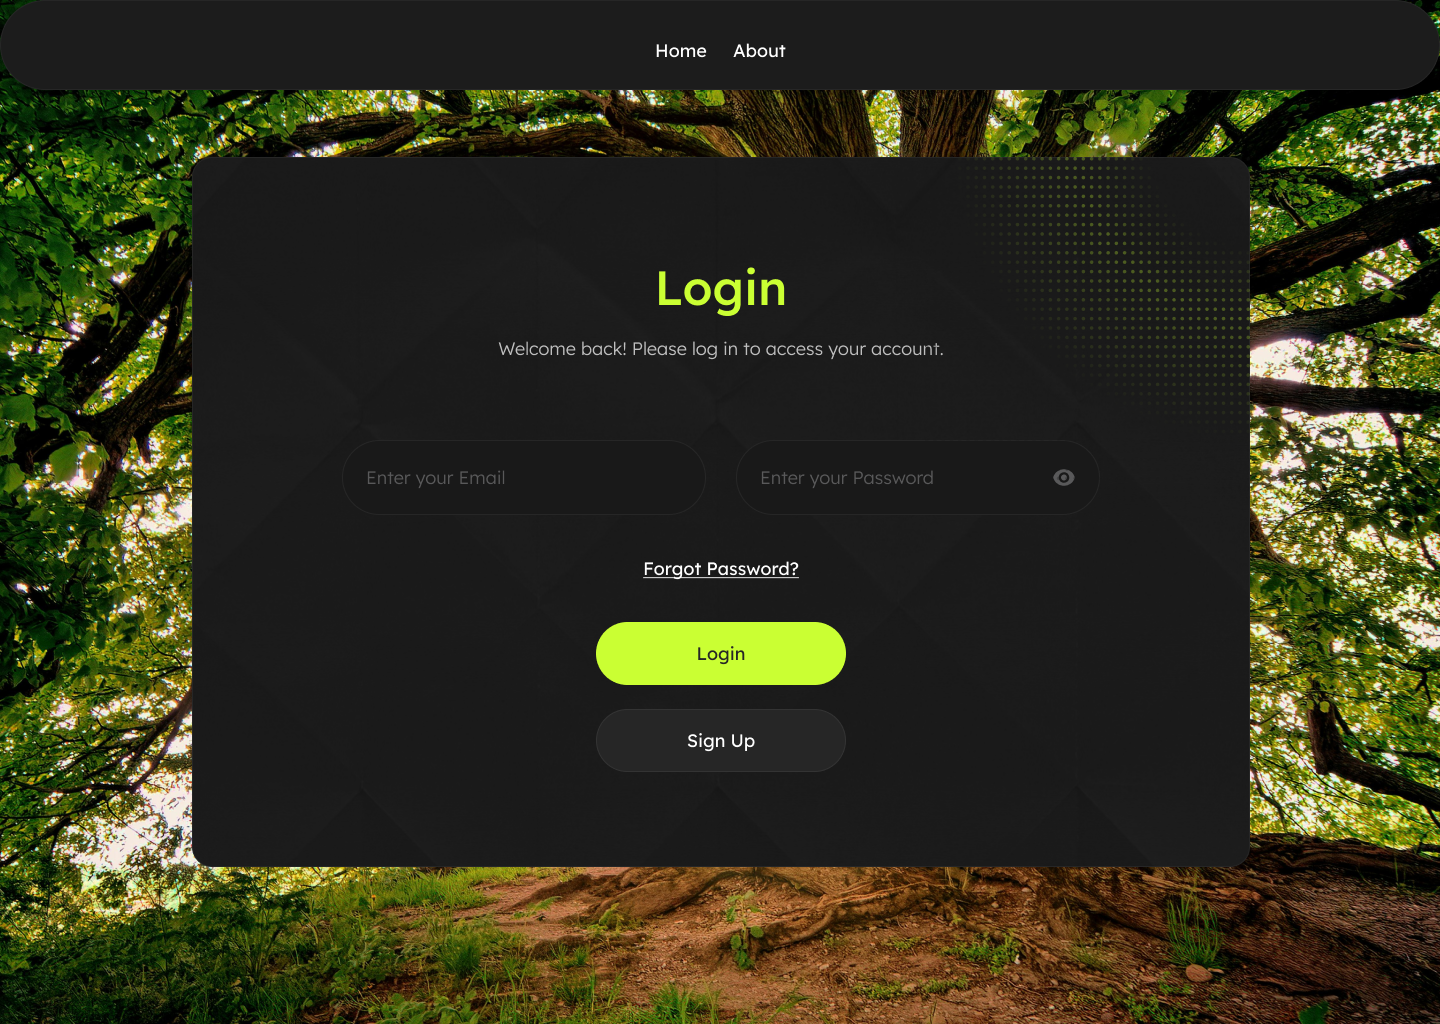 Home About
Login
Welcome back! Please log in to access your account.
Enter your Email
Enter your Password
Forgot Password?
Login
Sign Up